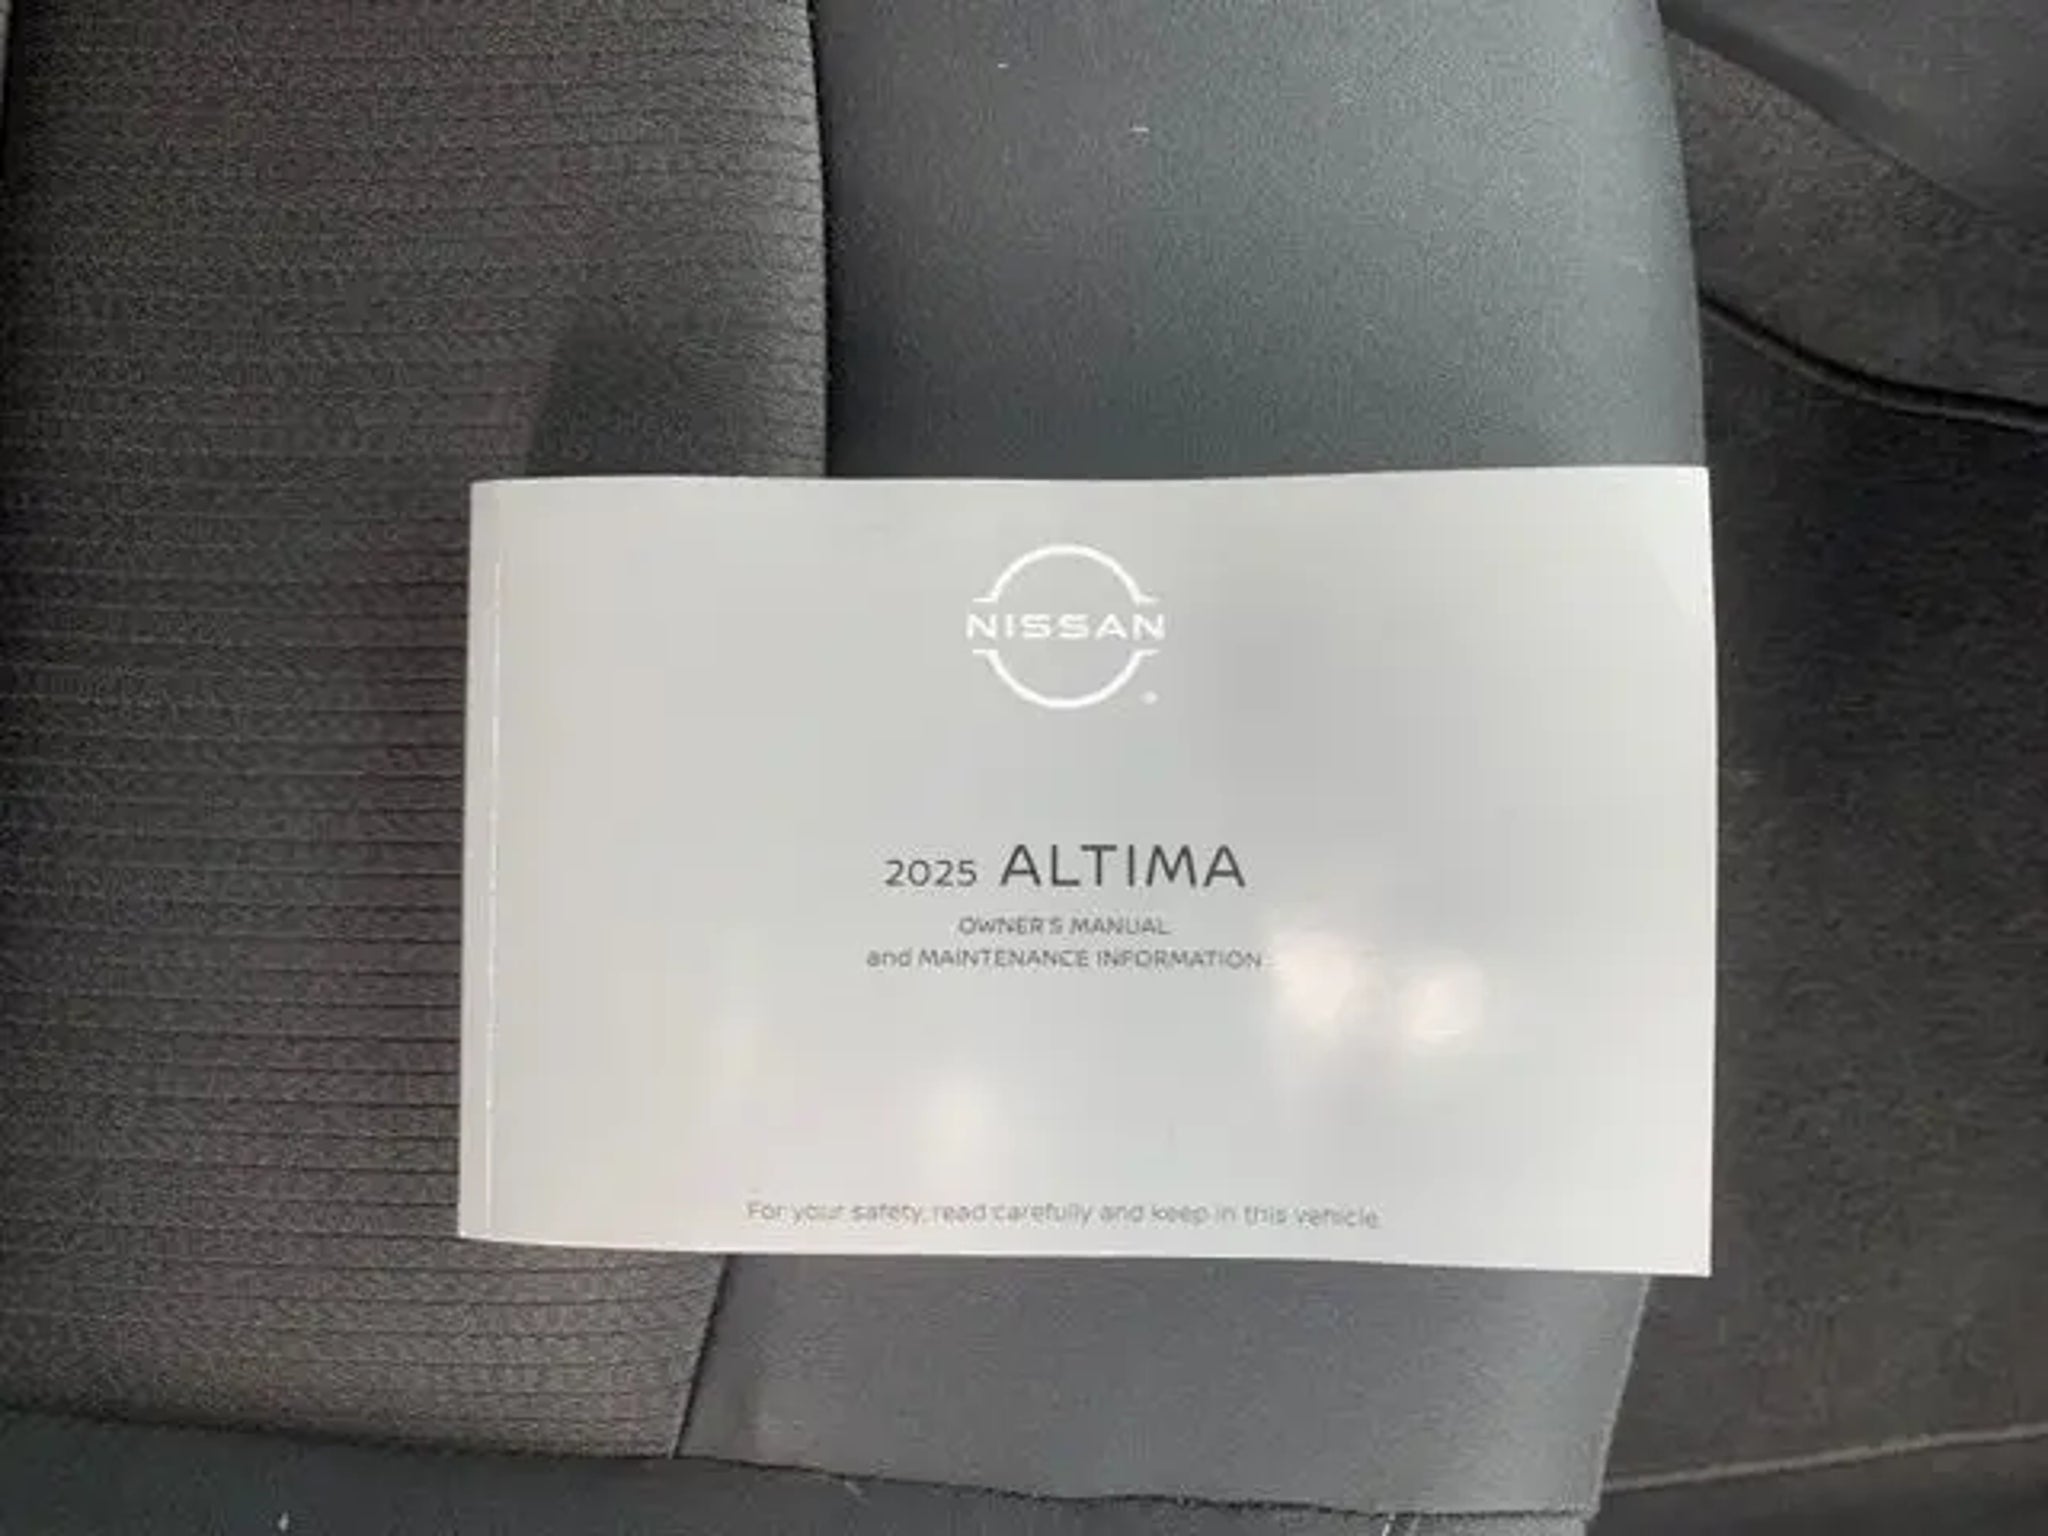 NISSAN
2025 ALTIMA
OWNER'S MANUAL
and MAINTENANCE INFORMATION
For your safety, read carefully and keep in this vehicle.